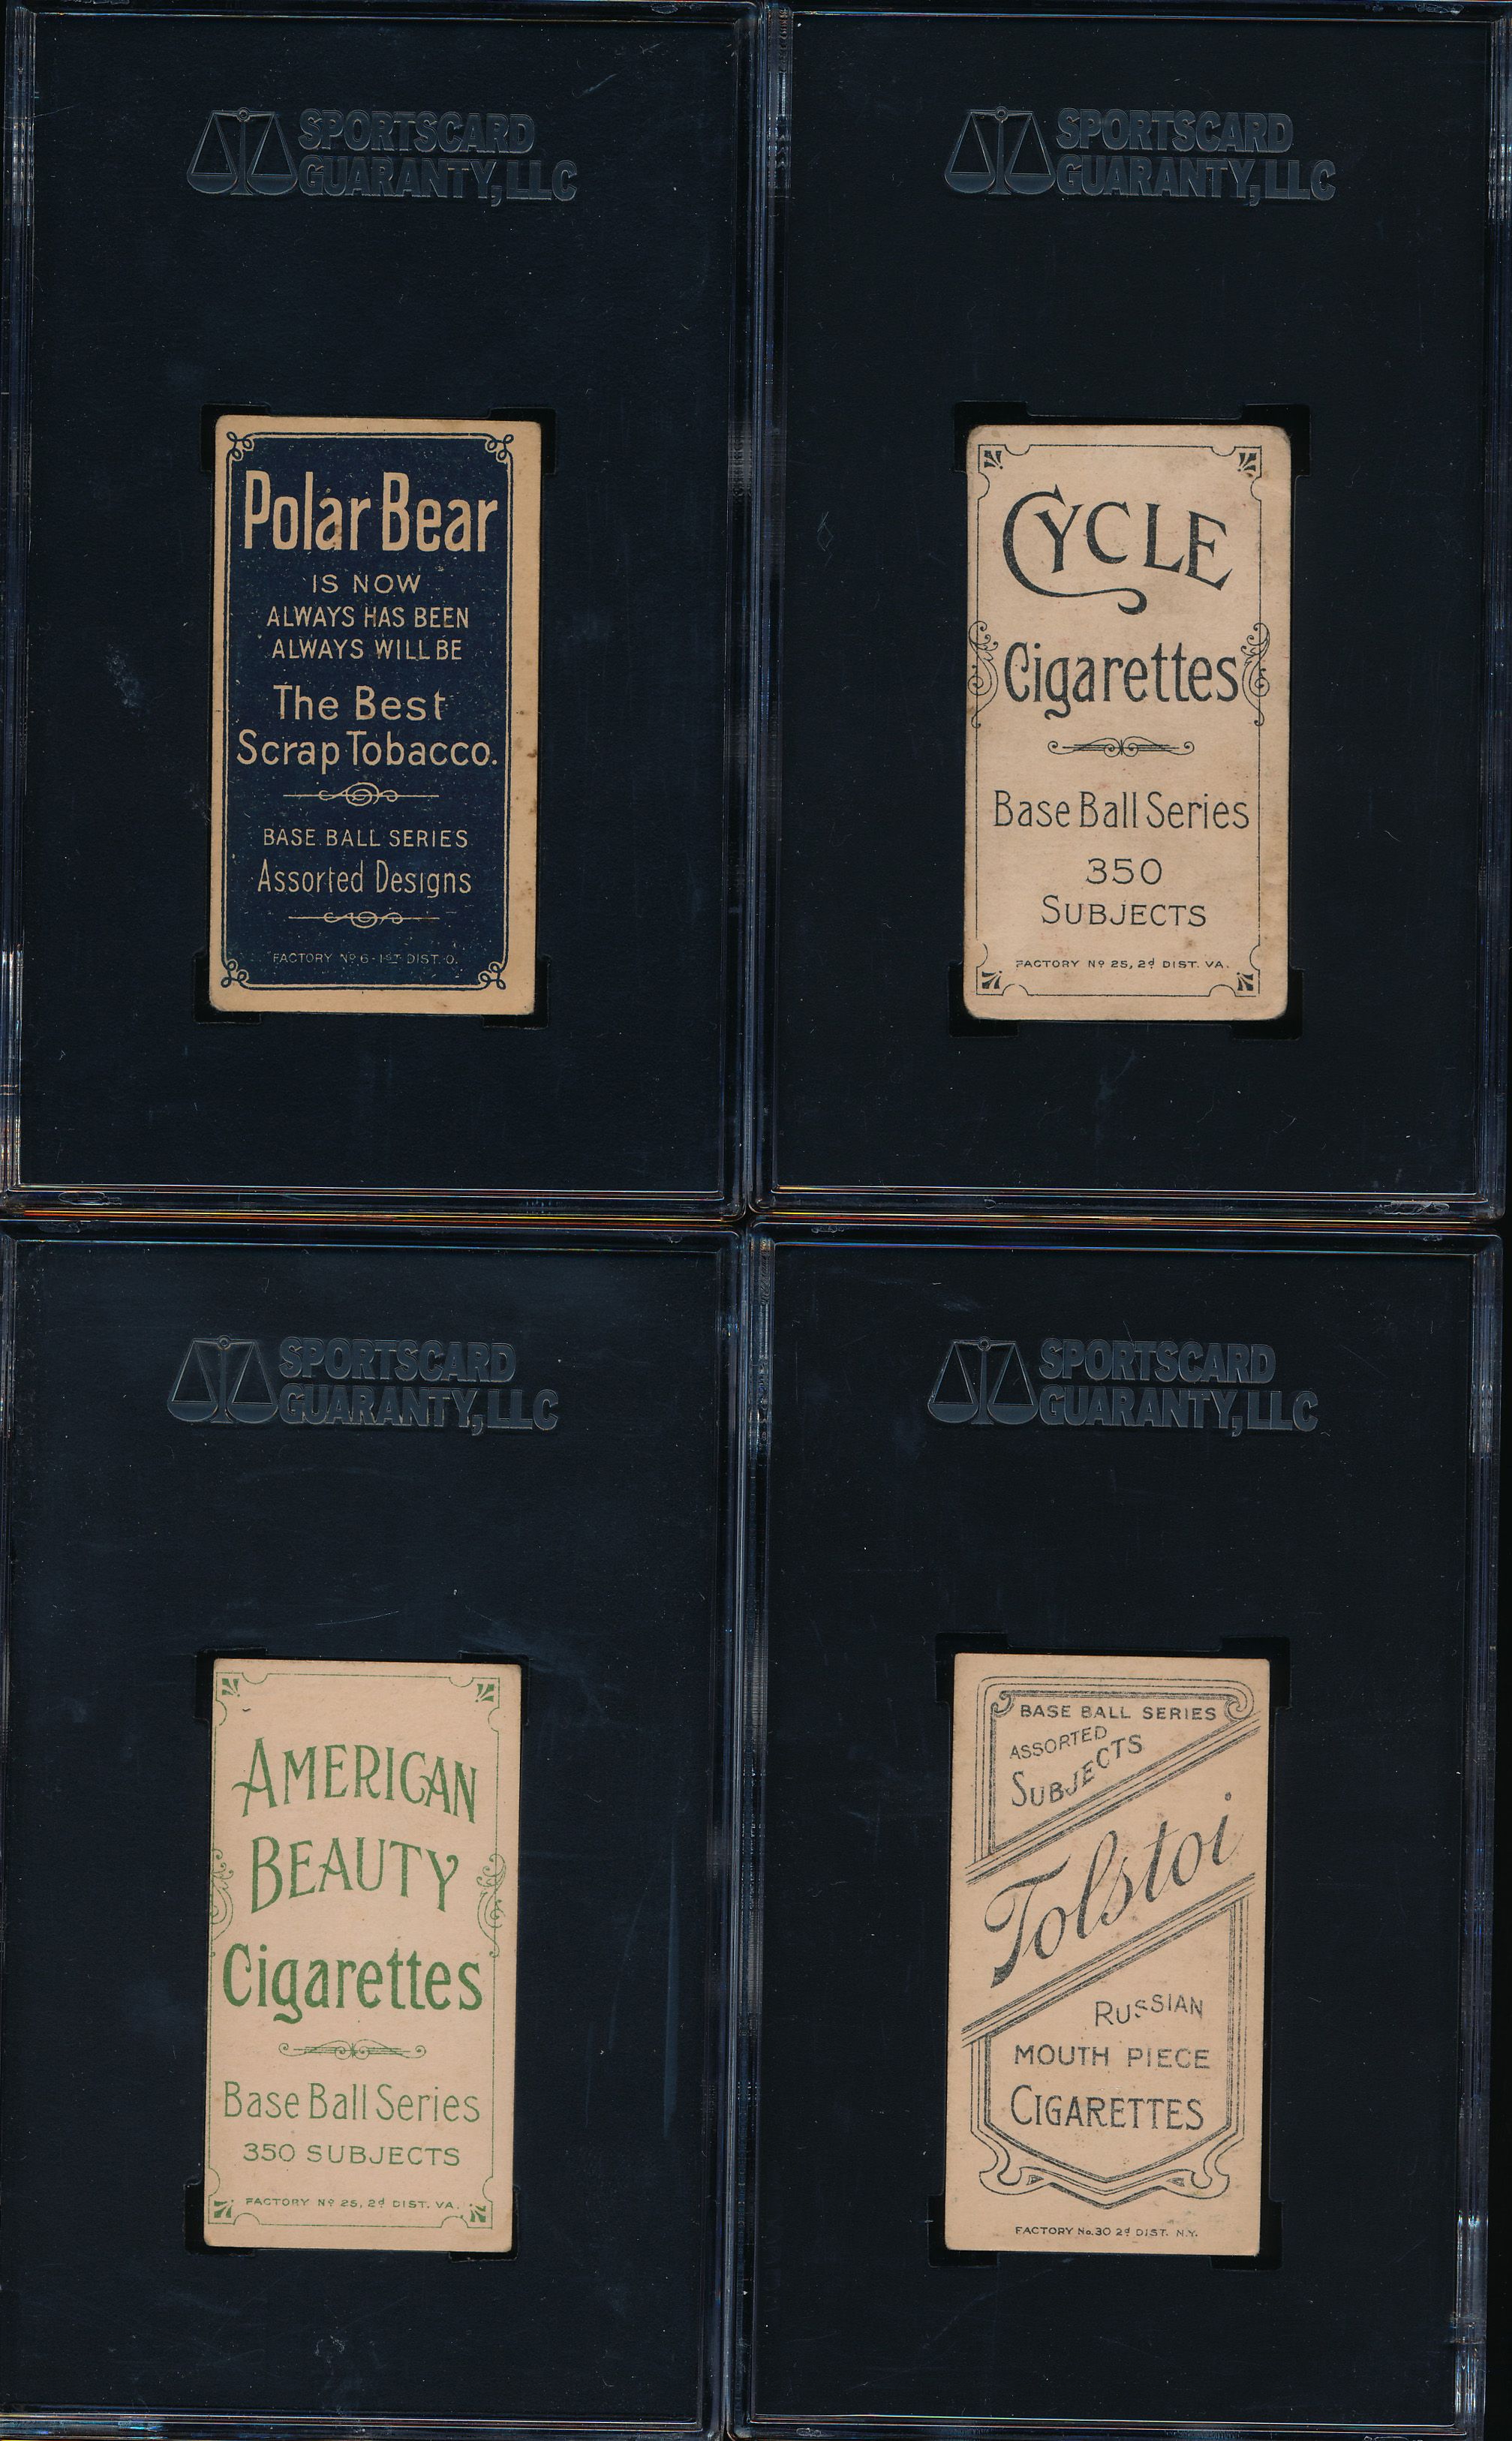 SPORTSCARD
GUARANTY, LLC
Polar Bear
IS NOW
ALWAYS HAS BEEN
ALWAYS WILL BE
The Best
Scrap Tobacco.
BASE BALL SERIES
Assorted Designs
FACTORY Nº 6 - 1ST DIST. O.
SPORTSCARD
GUARANTY, LLC
CYCLE
Cigarettes
Base Ball Series
350
SUBJECTS
FACTORY Nº 25, 2d DIST. VA.
SPORTSCARD
GUARANTY, LLC
AMERICAN
BEAUTY
Cigarettes
Base Ball Series
350 SUBJECTS
FACTORY Nº 25, 2d DIST. VA.
SPORTSCARD
GUARANTY, LLC
BASE BALL SERIES
ASSORTED
SUBJECTS
Tolstoi
RUSSIAN
MOUTH PIECE
CIGARETTES
FACTORY No. 30 2d DIST. N.Y.